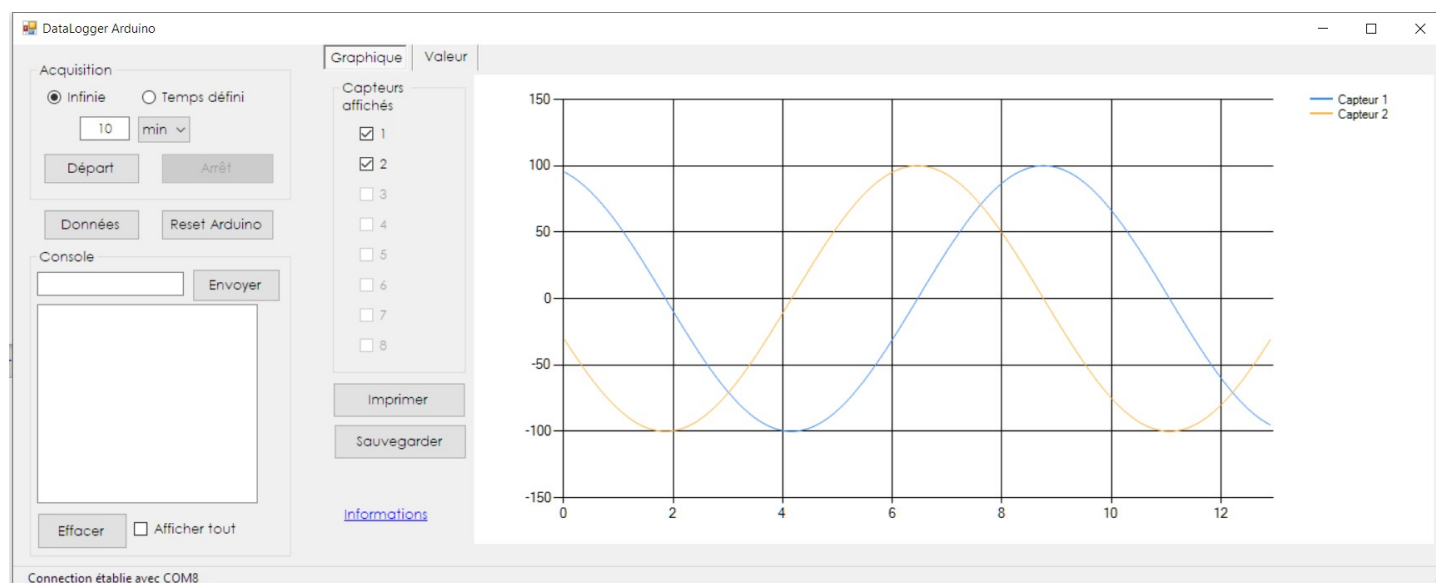 DataLogger Arduino
Acquisition
Infinie
Temps défini
10
min
Départ
Arrêt
Données
Reset Arduino
Console
Envoyer
Effacer
Afficher tout
Graphique
Valeur
Capteurs
affichés
1
2
3
4
5
6
7
8
Imprimer
Sauvegarder
Informations
150
100
50
0
-50
-100
-150
0
2
4
6
8
10
12
Capteur 1
Capteur 2
Connection établie avec COM8